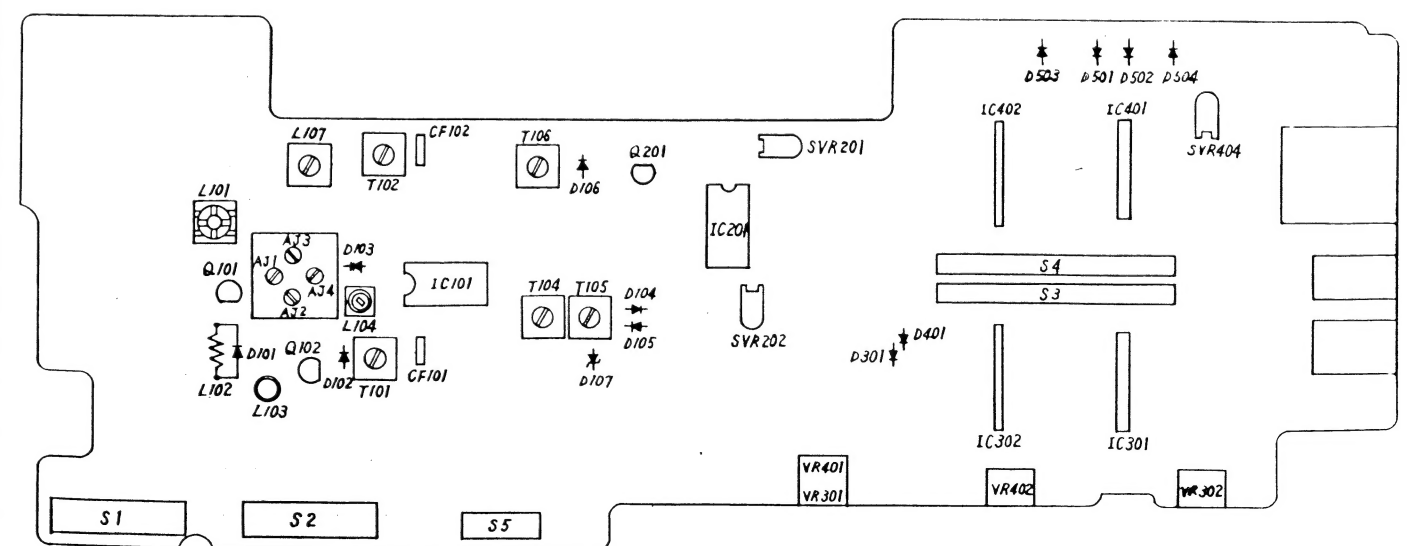 D503
D501
D502
D504
IC402
IC401
L107
CF102
T106
Q201
SVR201
SVR404
T102
D106
L101
IC201
AJ3
D103
AJ1
Q101
AJ4
IC101
S4
AJ2
T104
T105
D104
S3
L104
D105
SVR202
D401
Q102
D101
D301
CF101
D107
L102
D102
T101
L103
IC302
IC301
VR401
VR301
VR402
VR302
S1
S2
S5